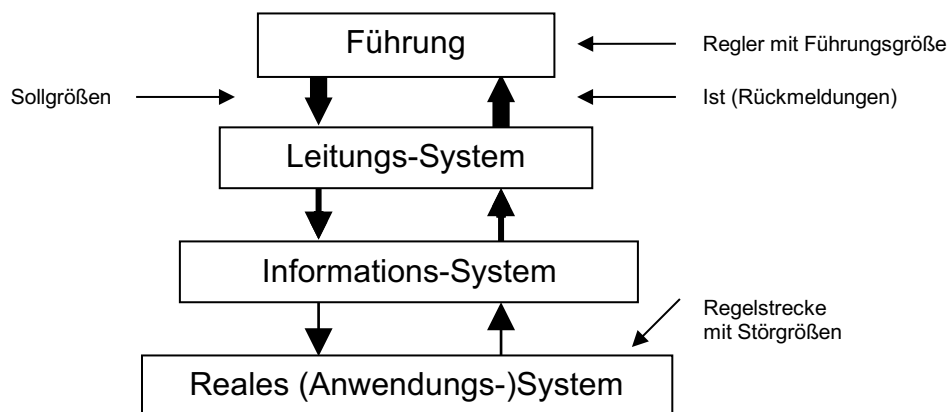 Führung
Regler mit Führungsgröße
Sollgrößen
Ist (Rückmeldungen)
Leitungs-System
Informations-System
Regelstrecke
mit Störgrößen
Reales (Anwendungs-)System